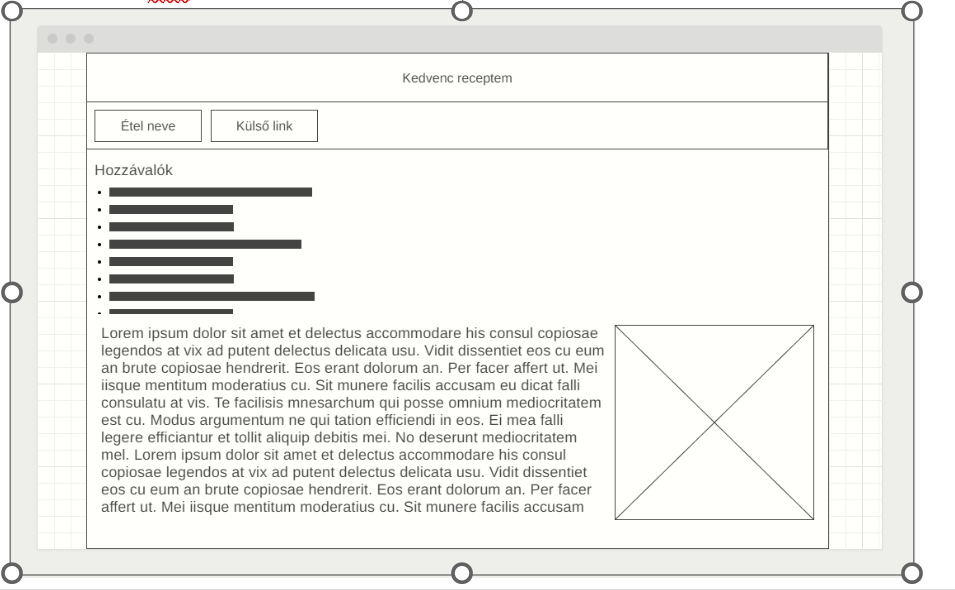 Kedvenc receptem
Étel neve
Külső link
Hozzávalók
Lorem ipsum dolor sit amet et delectus accommodare his consul copiosae
legendos at vix ad putent delectus delicata usu. Vidit dissentiet eos cu eum
an brute copiosae hendrerit. Eos erant dolorum an. Per facer affert ut. Mei
iisque mentitum moderatius cu. Sit munere facilis accusam eu dicat falli
consulatu at vis. Te facilisis mnesarchum qui posse omnium mediocritatem
est cu. Modus argumentum ne qui tation efficiendi in eos. Ei mea falli
legere efficiantur et tollit aliquip debitis mei. No deserunt mediocritatem
mel. Lorem ipsum dolor sit amet et delectus accommodare his consul
copiosae legendos at vix ad putent delectus delicata usu. Vidit dissentiet
eos cu eum an brute copiosae hendrerit. Eos erant dolorum an. Per facer
affert ut. Mei iisque mentitum moderatius cu. Sit munere facilis accusam